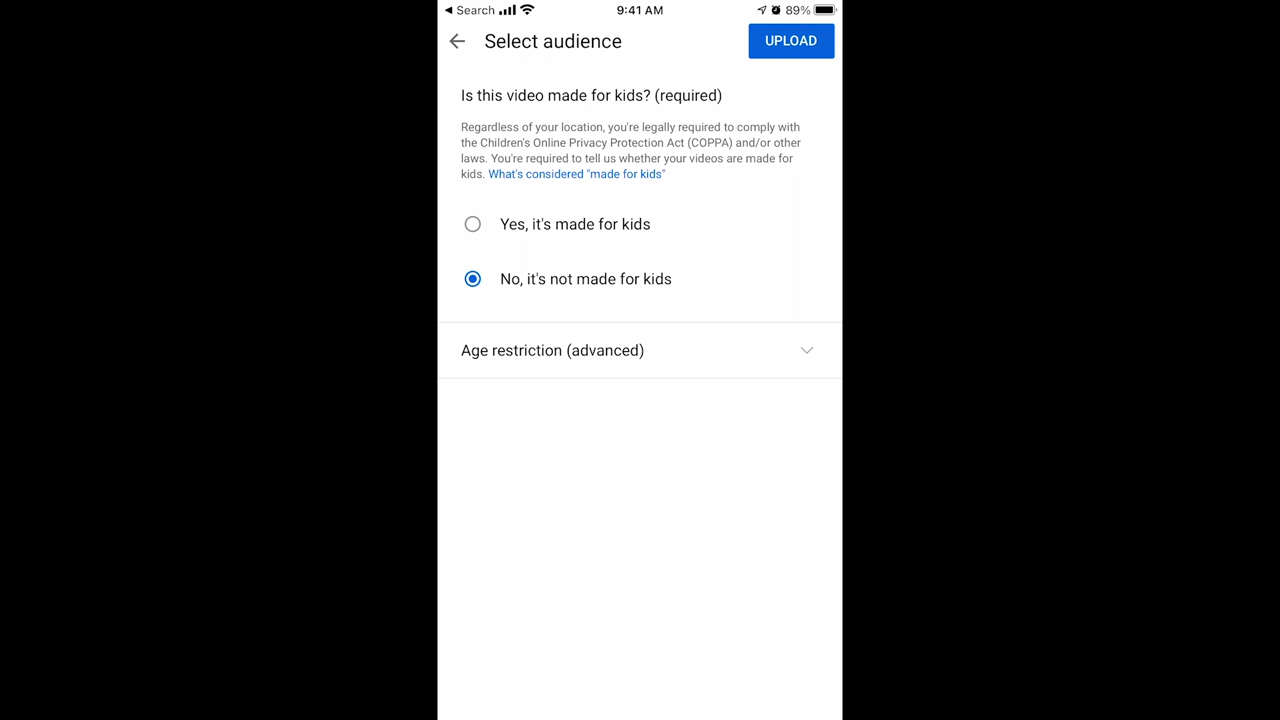 ◀ Search 9:41 AM 89%
Select audience UPLOAD
Is this video made for kids? (required)
Regardless of your location, you're legally required to comply with
the Children's Online Privacy Protection Act (COPPA) and/or other
laws. You're required to tell us whether your videos are made for
kids. What's considered "made for kids"
Yes, it's made for kids
No, it's not made for kids
Age restriction (advanced)